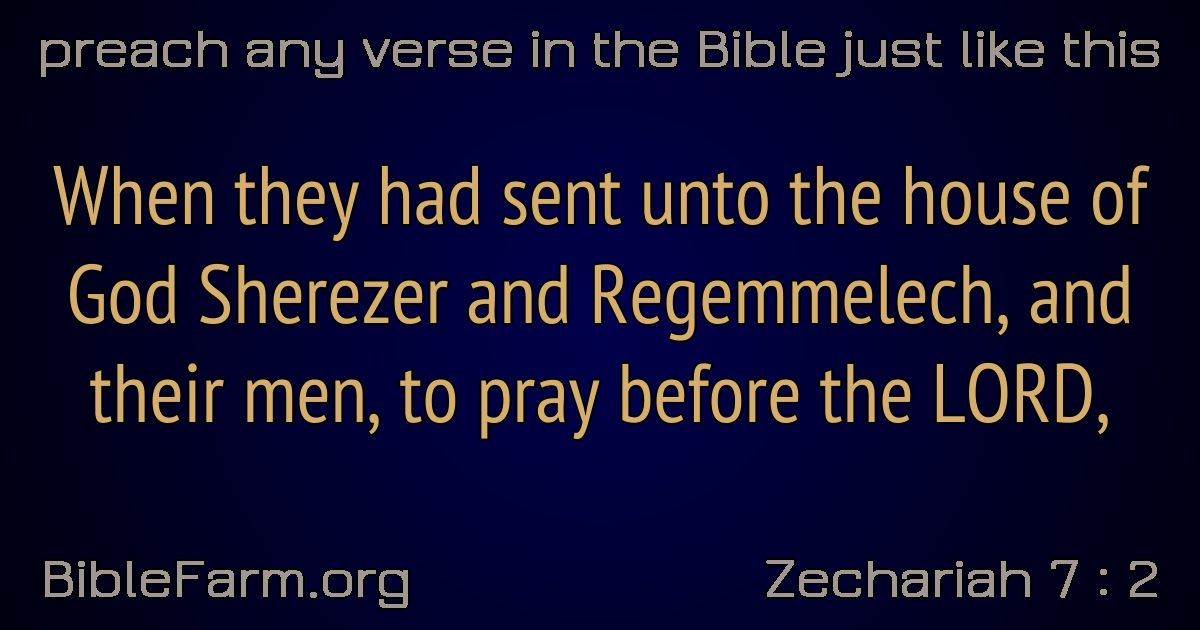 preach any verse in the Bible just like this
When they had sent unto the house of
God Sherezer and Regemmelech, and
their men, to pray before the LORD,
BibleFarm.org
Zechariah 7 : 2